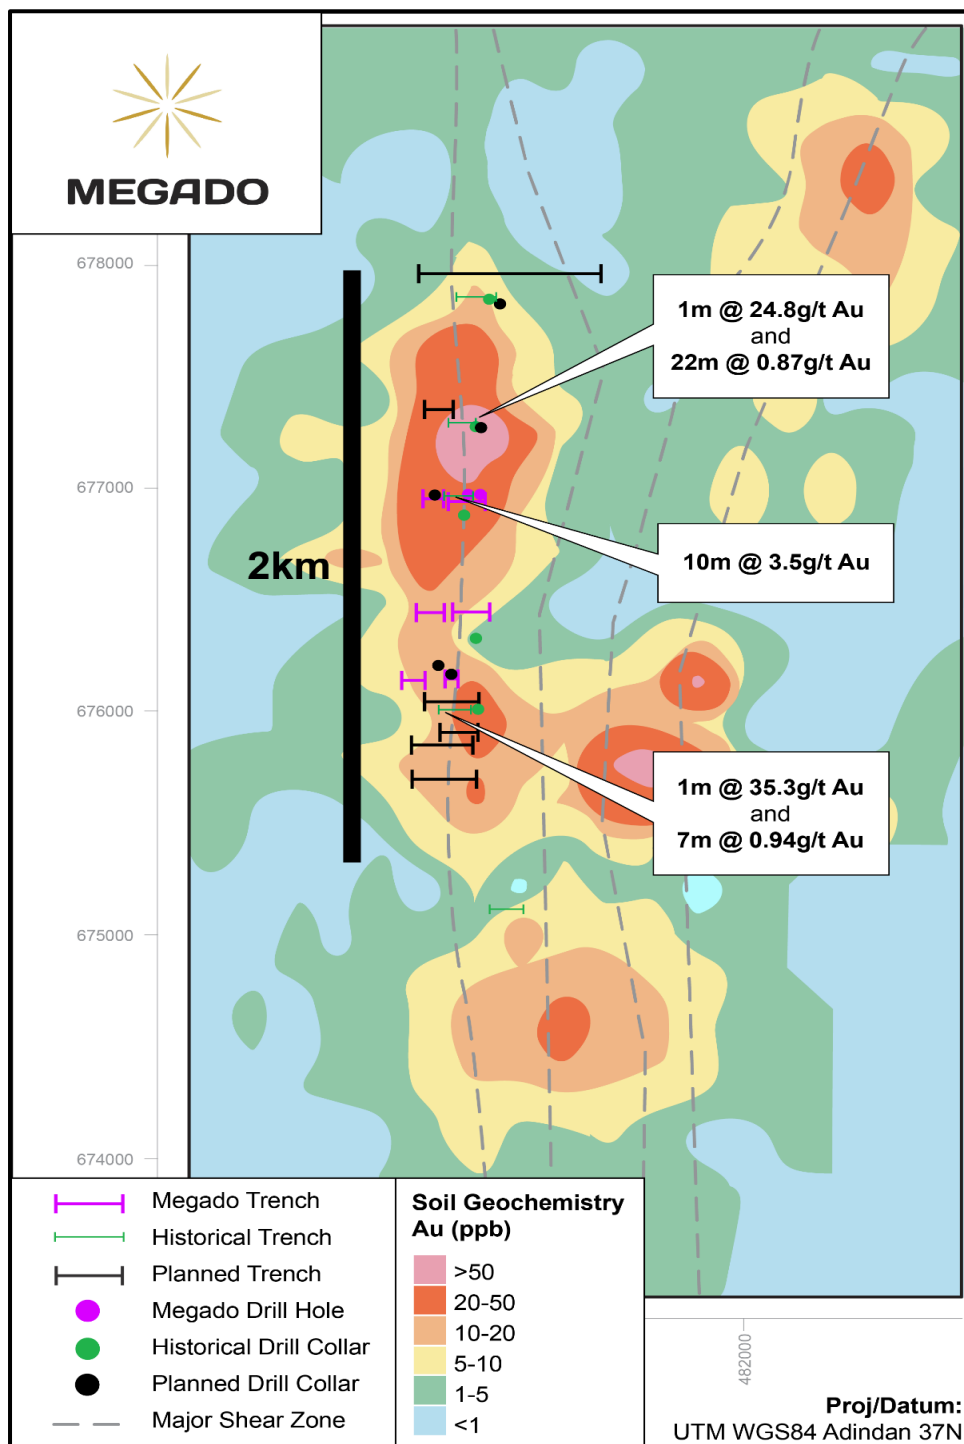 MEGADO
678000
1m @ 24.8g/t Au
and
22m @ 0.87g/t Au
677000
10m @ 3.5g/t Au
2km
676000
1m @ 35.3g/t Au
and
7m @ 0.94g/t Au
675000
674000
Megado Trench
Historical Trench
Planned Trench
Megado Drill Hole
Historical Drill Collar
Planned Drill Collar
Major Shear Zone
Soil Geochemistry
Au (ppb)
>50
20-50
10-20
5-10
1-5
<1
482000
Proj/Datum:
UTM WGS84 Adindan 37N